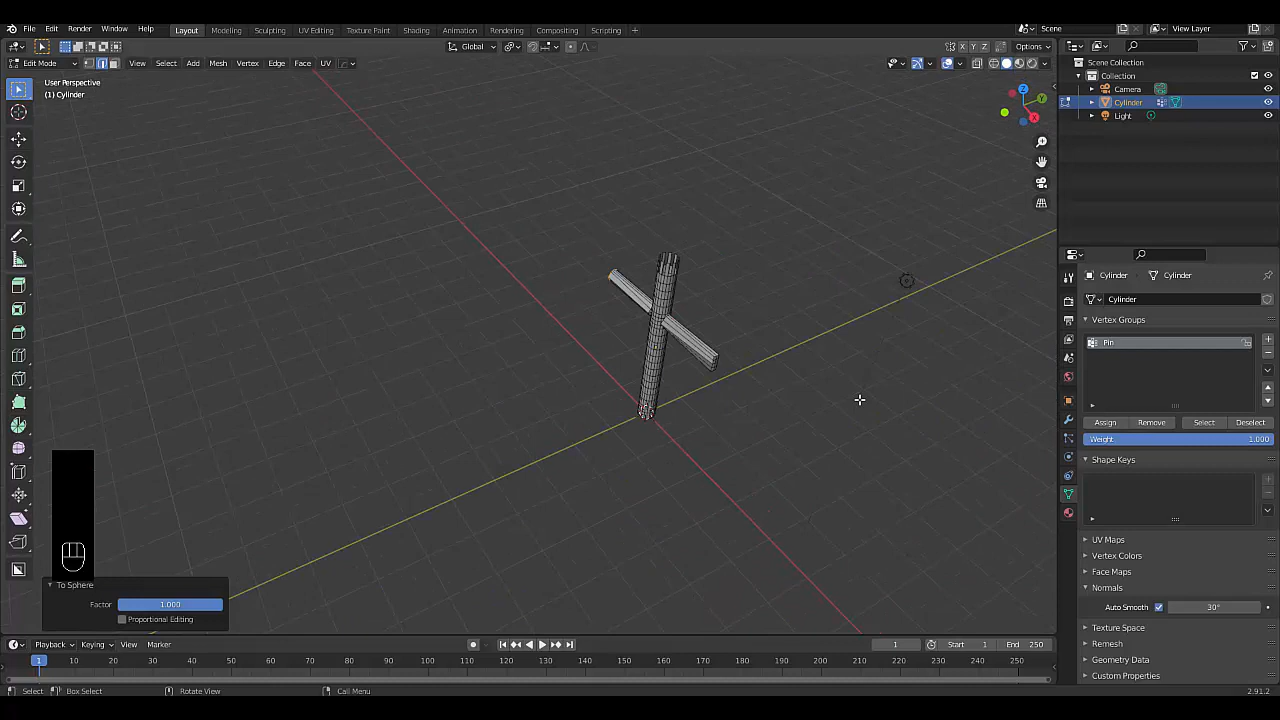 File Edit Render Window Help Layout Modeling Sculpting UV Editing Texture Paint Shading Animation Rendering Compositing Scripting + Scene View Layer
Global X Y Z Options
Edit Mode View Select Add Mesh Vertex Edge Face UV Scene Collection
User Perspective Collection
(1) Cylinder Camera
Z Y X
Cylinder
Light
Cylinder Cylinder
Cylinder
Vertex Groups
Pin
Assign Remove Select Deselect
Weight 1.000
Shape Keys
UV Maps
Vertex Colors
Face Maps
To Sphere Normals
Factor 1.000 Auto Smooth 30°
Proportional Editing Texture Space
Playback Keying View Marker 1 Start 1 End 250 Remesh
1 10 20 30 40 50 60 70 80 90 100 110 120 130 140 150 160 170 180 190 200 210 220 230 240 250 Geometry Data
Custom Properties
Select Box Select Rotate View Call Menu 2.91.2